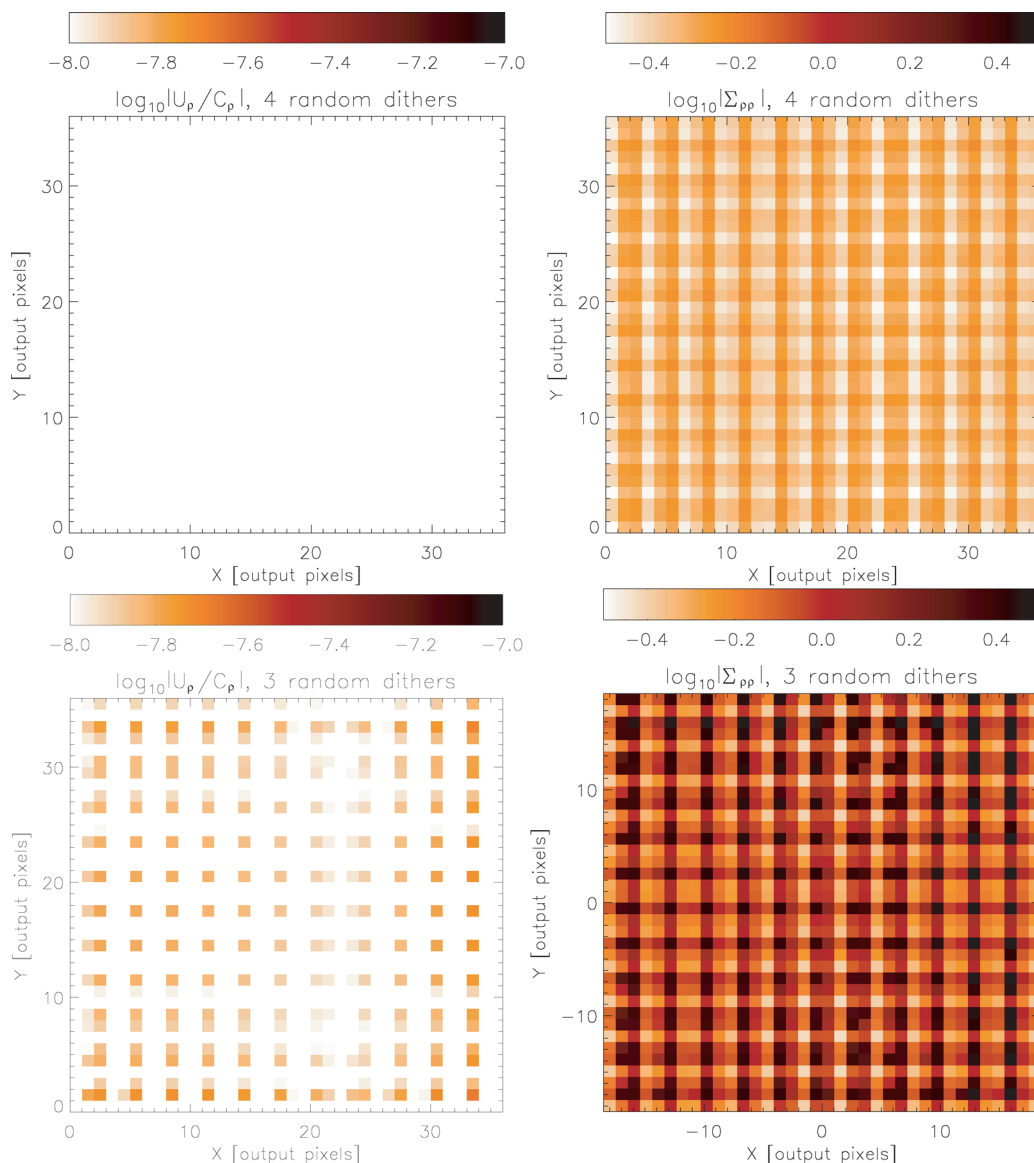 −8.0 −7.8 −7.6 −7.4 −7.2 −7.0
log₁₀|Uᵨ/Cᵨ|, 4 random dithers
30
20
10
0
Y [output pixels]
0 10 20 30
X [output pixels]
−0.4 −0.2 0.0 0.2 0.4
log₁₀|Σᵨᵨ|, 4 random dithers
30
20
10
0
Y [output pixels]
0 10 20 30
X [output pixels]
−8.0 −7.8 −7.6 −7.4 −7.2 −7.0
log₁₀|Uᵨ/Cᵨ|, 3 random dithers
30
20
10
0
Y [output pixels]
0 10 20 30
X [output pixels]
−0.4 −0.2 0.0 0.2 0.4
log₁₀|Σᵨᵨ|, 3 random dithers
10
0
−10
Y [output pixels]
−10 0 10
X [output pixels]